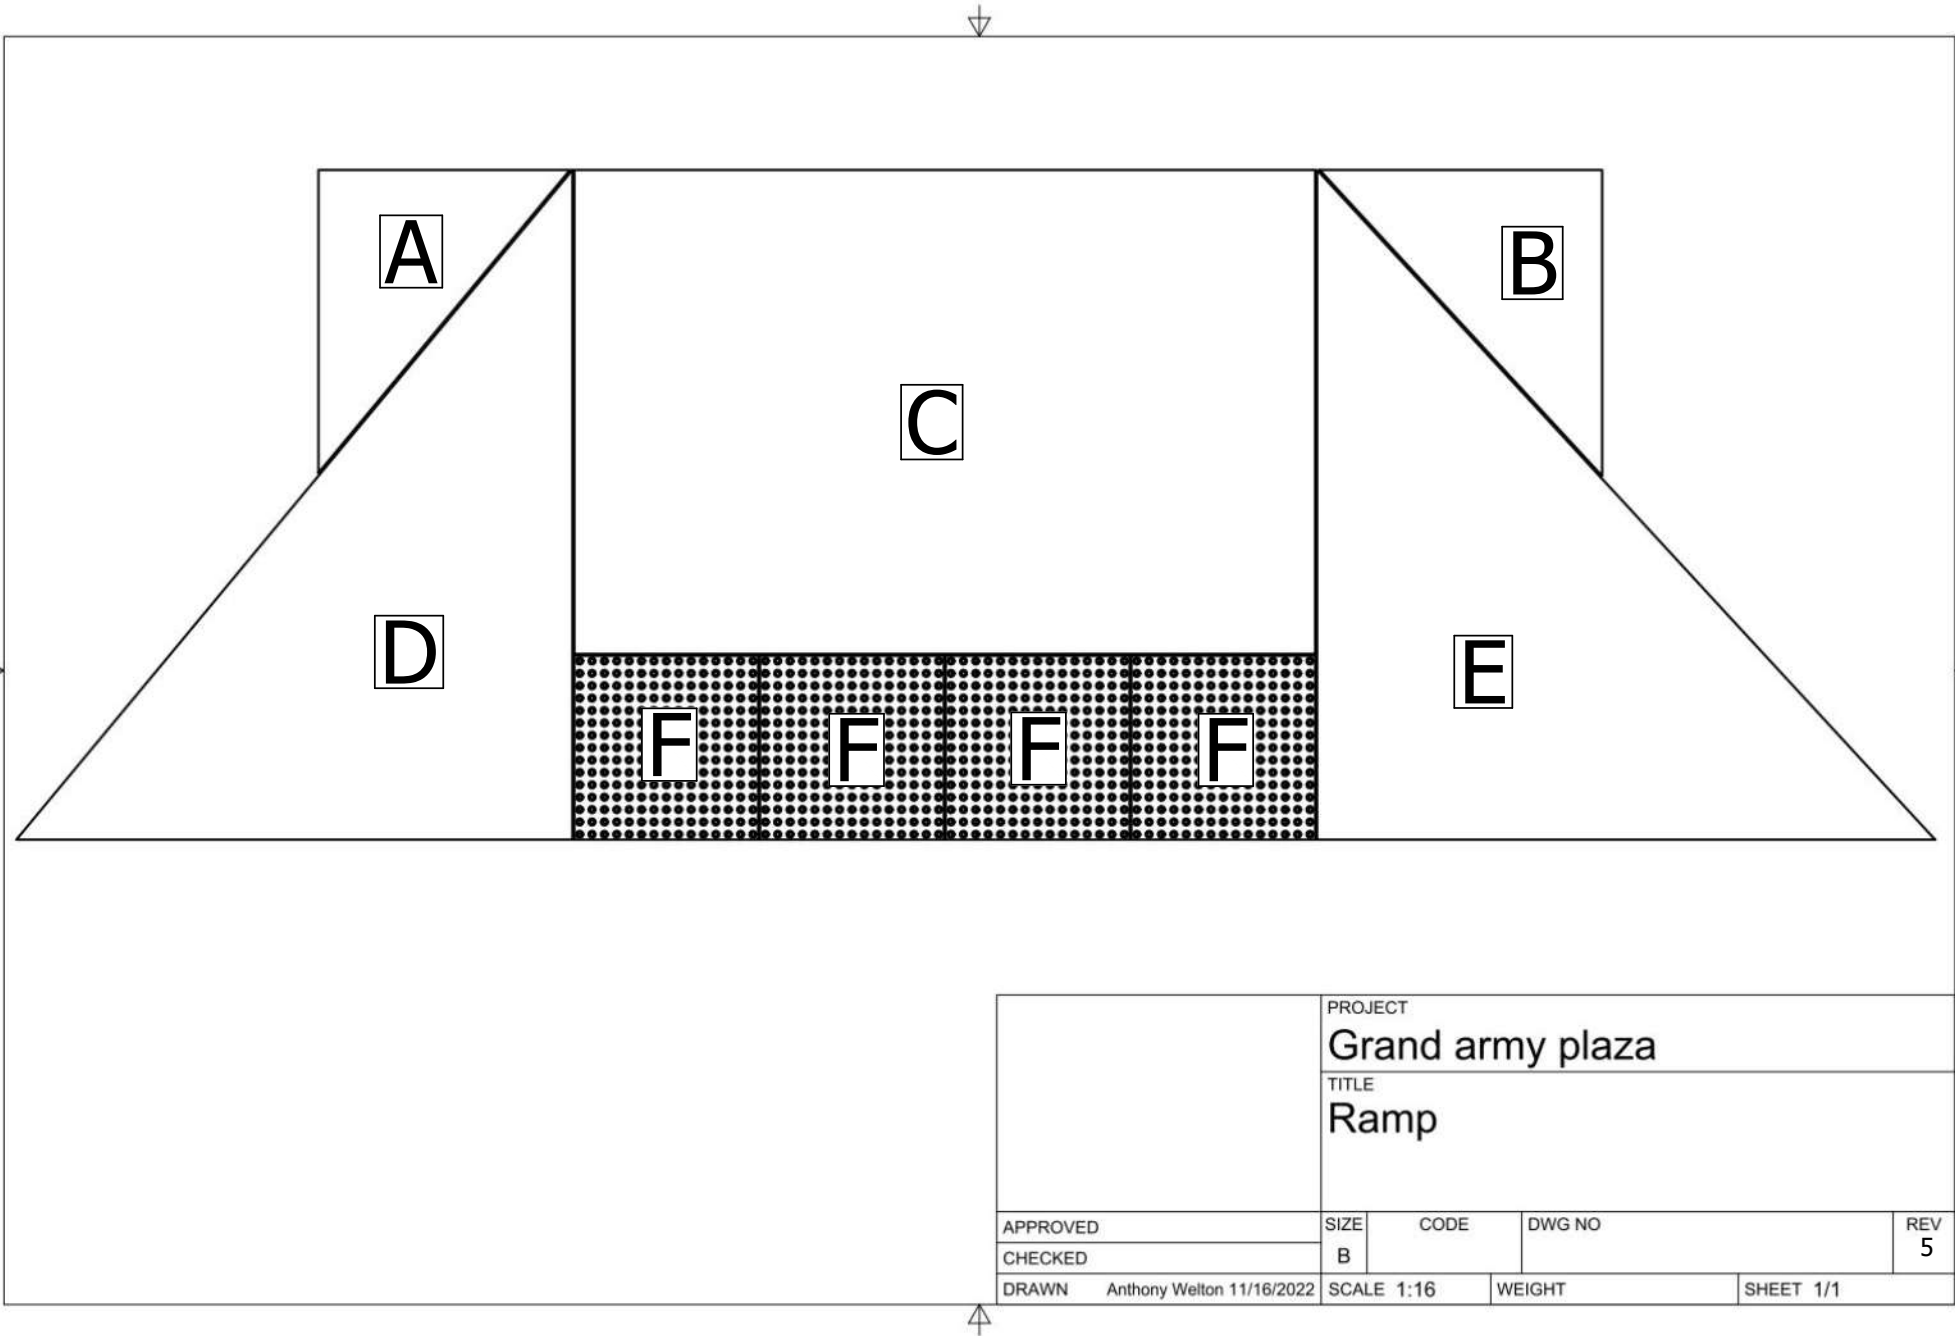 A
B
C
D
E
F F F F
PROJECT
Grand army plaza
TITLE
Ramp
APPROVED
SIZE CODE DWG NO REV
CHECKED
B 5
DRAWN Anthony Welton 11/16/2022 SCALE 1:16 WEIGHT SHEET 1/1